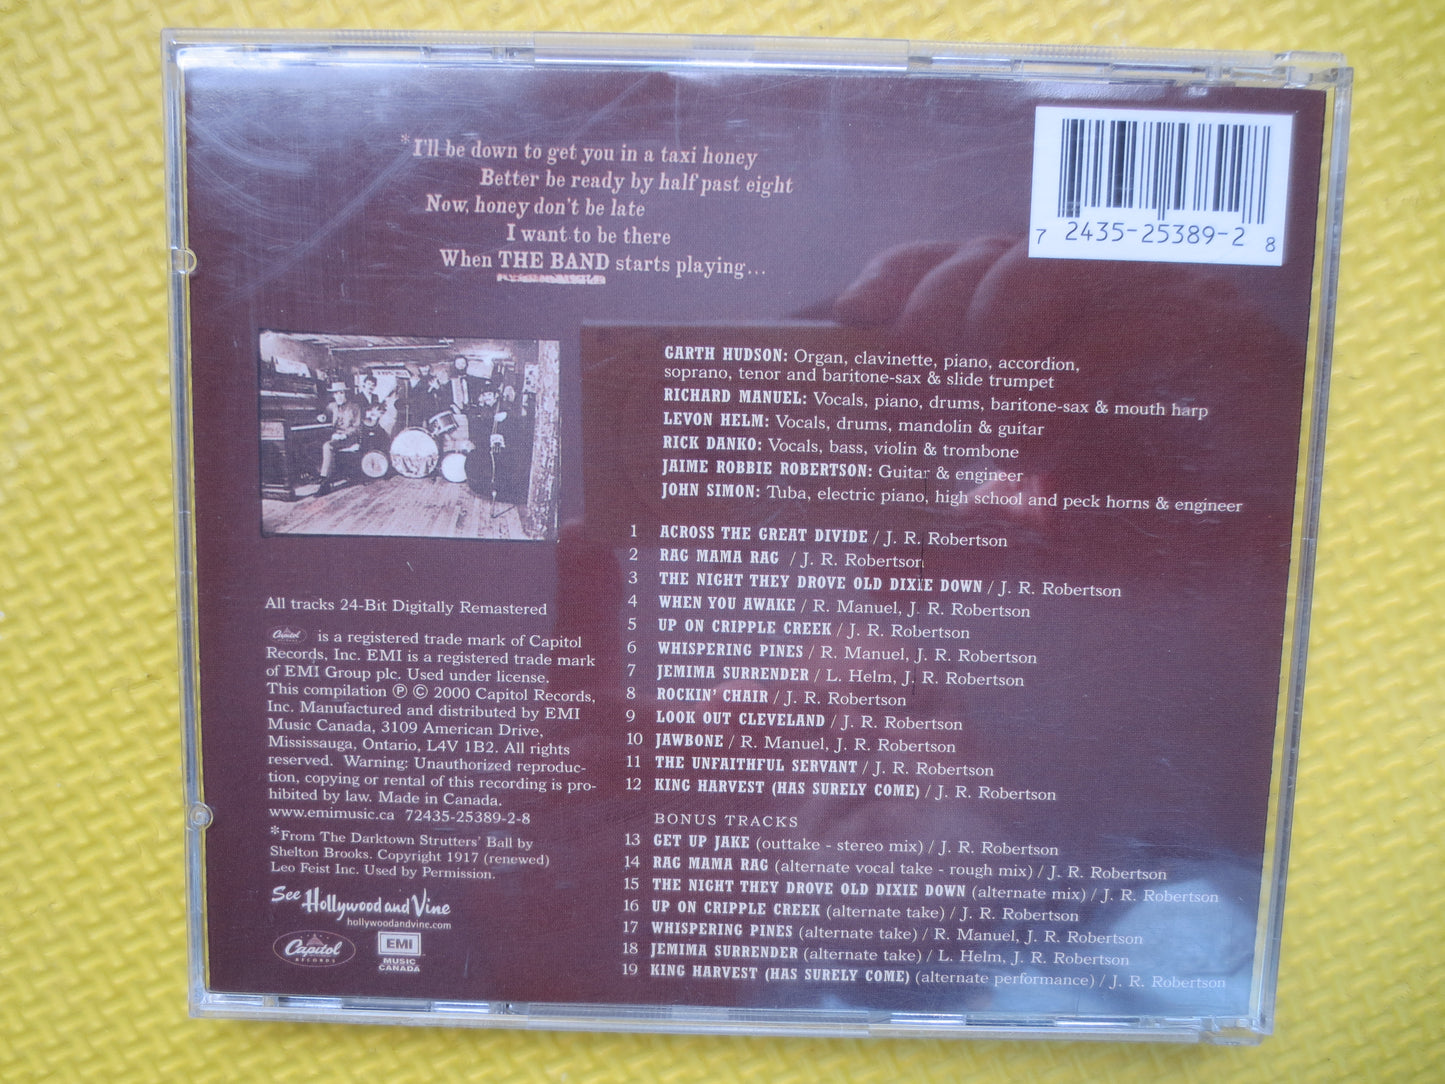 *I'll be down to get you in a taxi honey
Better be ready by half past eight
Now, honey don't be late
I want to be there
When THE BAND starts playing...
7 2435-25389-2 8
GARTH HUDSON: Organ, clavinette, piano, accordion,
soprano, tenor and baritone-sax & slide trumpet
RICHARD MANUEL: Vocals, piano, drums, baritone-sax & mouth harp
LEVON HELM: Vocals, drums, mandolin & guitar
RICK DANKO: Vocals, bass, violin & trombone
JAIME ROBBIE ROBERTSON: Guitar & engineer
JOHN SIMON: Tuba, electric piano, high school and peck horns & engineer
1 ACROSS THE GREAT DIVIDE / J. R. Robertson
2 RAG MAMA RAG / J. R. Robertson
3 THE NIGHT THEY DROVE OLD DIXIE DOWN / J. R. Robertson
4 WHEN YOU AWAKE / R. Manuel, J. R. Robertson
5 UP ON CRIPPLE CREEK / J. R. Robertson
6 WHISPERING PINES / R. Manuel, J. R. Robertson
7 JEMIMA SURRENDER / L. Helm, J. R. Robertson
8 ROCKIN' CHAIR / J. R. Robertson
9 LOOK OUT CLEVELAND / J. R. Robertson
10 JAWBONE / R. Manuel, J. R. Robertson
11 THE UNFAITHFUL SERVANT / J. R. Robertson
12 KING HARVEST (HAS SURELY COME) / J. R. Robertson
BONUS TRACKS
13 GET UP JAKE (outtake - stereo mix) / J. R. Robertson
14 RAG MAMA RAG (alternate vocal take - rough mix) / J. R. Robertson
15 THE NIGHT THEY DROVE OLD DIXIE DOWN (alternate mix) / J. R. Robertson
16 UP ON CRIPPLE CREEK (alternate take) / J. R. Robertson
17 WHISPERING PINES (alternate take) / R. Manuel, J. R. Robertson
18 JEMIMA SURRENDER (alternate take) / L. Helm, J. R. Robertson
19 KING HARVEST (HAS SURELY COME) (alternate performance) / J. R. Robertson
All tracks 24-Bit Digitally Remastered
Capitol is a registered trade mark of Capitol
Records, Inc. EMI is a registered trade mark
of EMI Group plc. Used under license.
This compilation ℗ © 2000 Capitol Records,
Inc. Manufactured and distributed by EMI
Music Canada, 3109 American Drive,
Mississauga, Ontario, L4V 1B2. All rights
reserved. Warning: Unauthorized reproduc-
tion, copying or rental of this recording is pro-
hibited by law. Made in Canada.
www.emimusic.ca 72435-25389-2-8
*From The Darktown Strutters' Ball by
Shelton Brooks. Copyright 1917 (renewed)
Leo Feist Inc. Used by Permission.
See Hollywood and Vine
hollywoodandvine.com
Capitol
RECORDS
EMI
MUSIC
CANADA